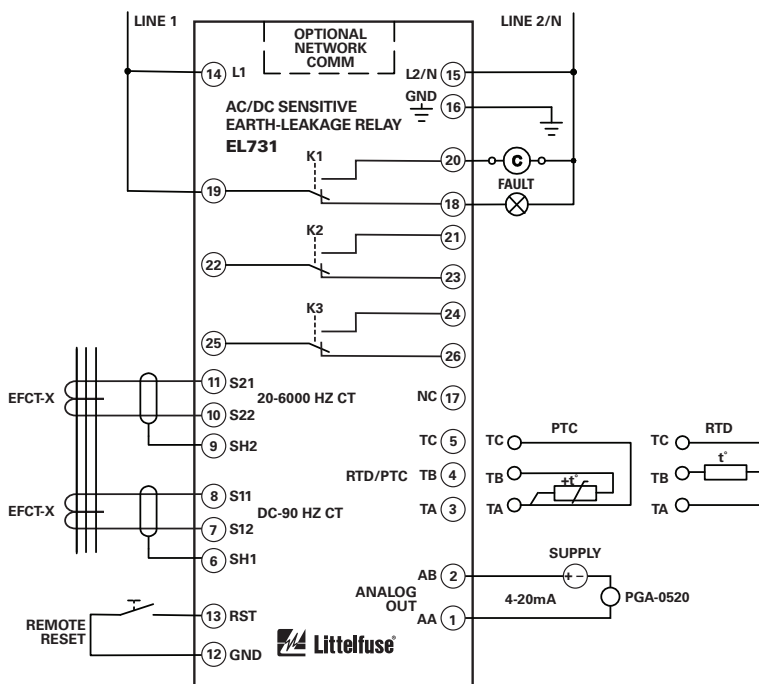 LINE 1
LINE 2/N
OPTIONAL
NETWORK
COMM
14 L1
L2/N 15
GND 16
AC/DC SENSITIVE
EARTH-LEAKAGE RELAY
EL731
K1
20
C
FAULT
19
18
K2
21
22
23
K3
24
25
26
EFCT-X
11 S21
20-6000 HZ CT
10 S22
9 SH2
NC 17
TC 5
RTD/PTC
TB 4
TA 3
PTC
TC
TB
+t°
TA
RTD
TC
t°
TB
TA
EFCT-X
8 S11
DC-90 HZ CT
7 S12
6 SH1
SUPPLY
AB 2
+ −
ANALOG
OUT
4-20mA
PGA-0520
AA 1
REMOTE
RESET
13 RST
12 GND
Littelfuse®